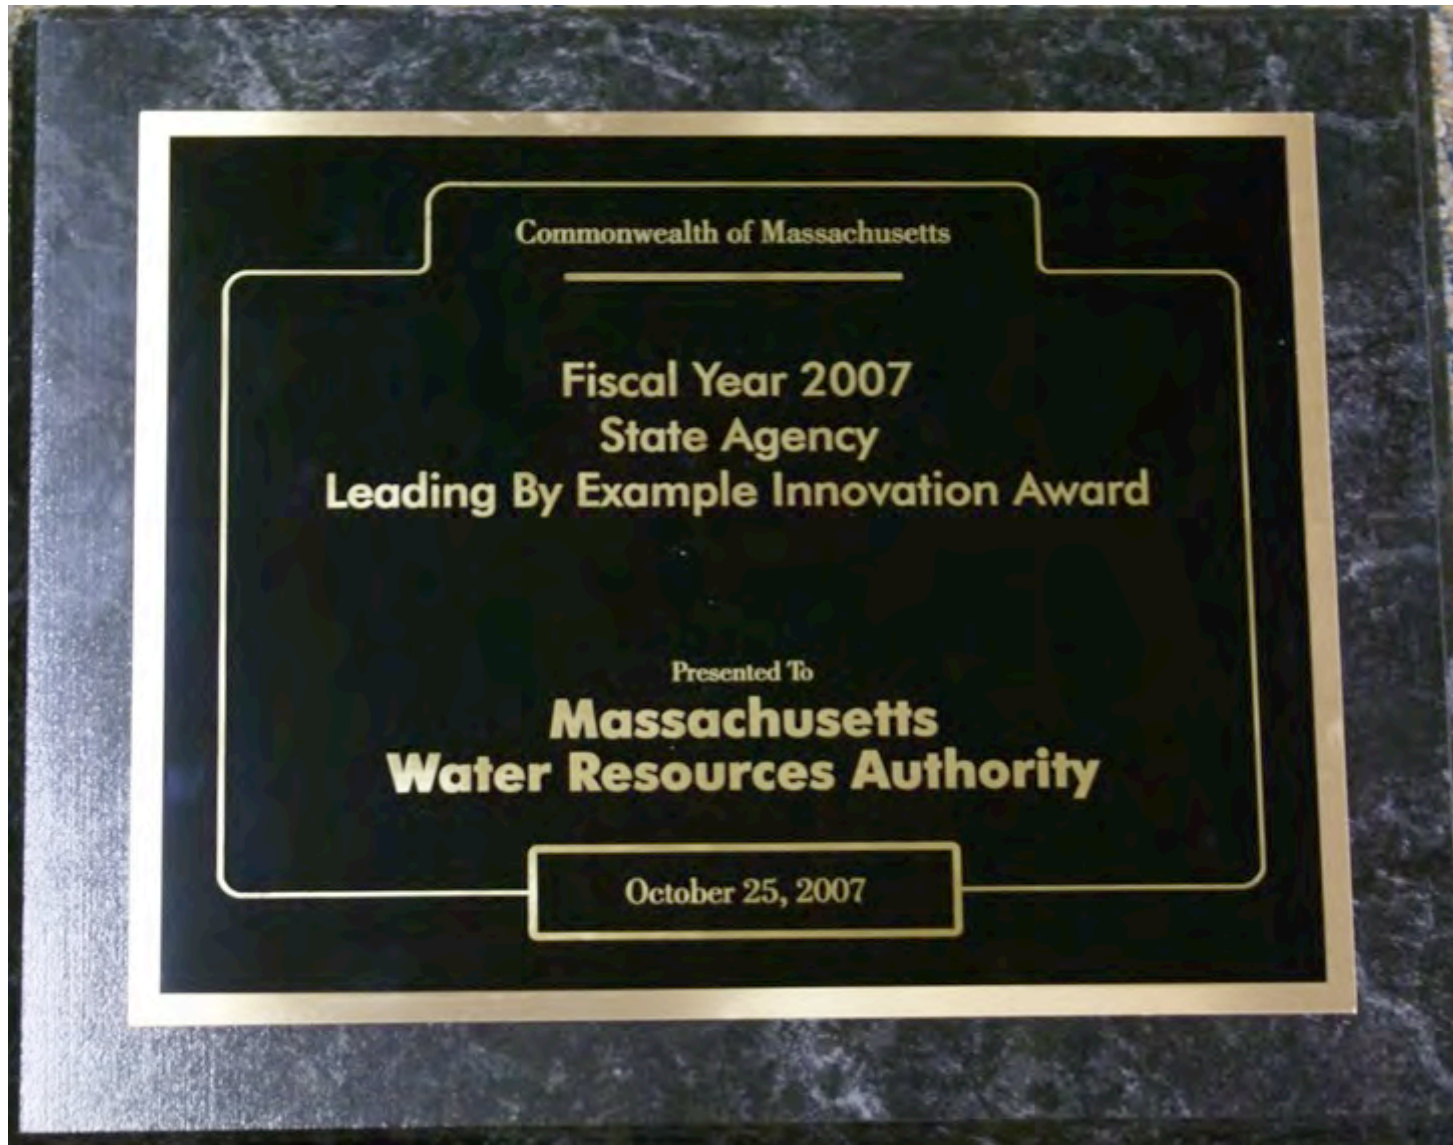 Commonwealth of Massachusetts
Fiscal Year 2007
State Agency
Leading By Example Innovation Award
Presented To
Massachusetts
Water Resources Authority
October 25, 2007